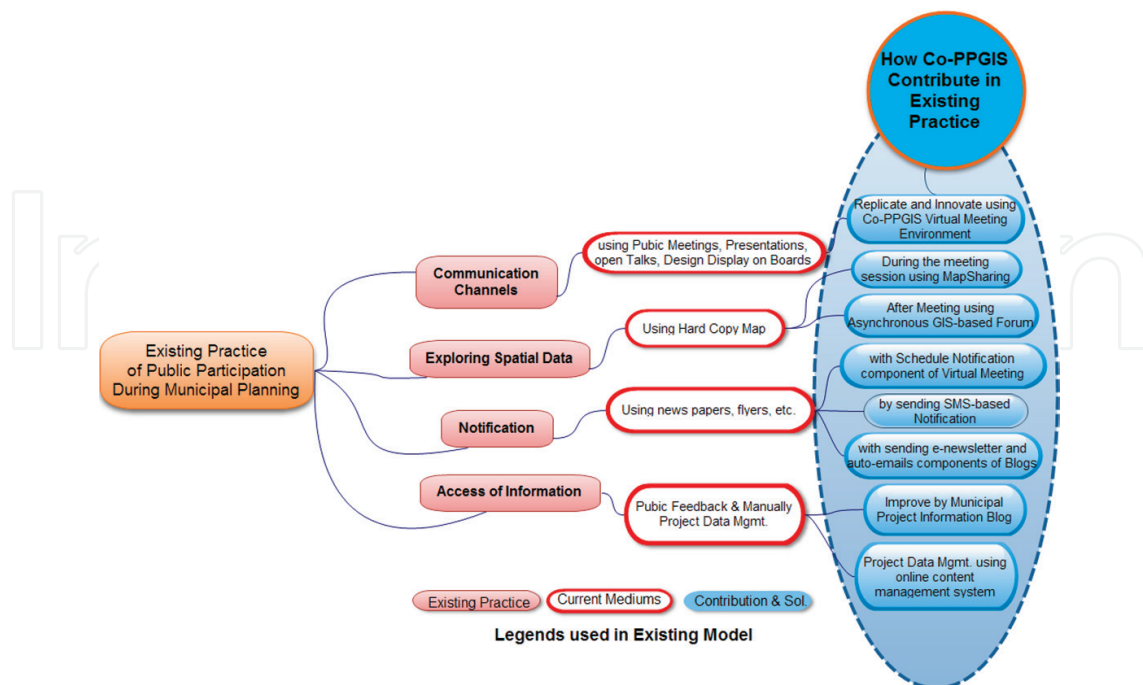 How Co-PPGIS
Contribute in
Existing
Practice
Existing Practice
of Public Participation
During Municipal Planning
Communication
Channels
using Pubic Meetings, Presentations,
open Talks, Design Display on Boards
Replicate and Innovate using
Co-PPGIS Virtual Meeting
Environment
Exploring Spatial Data
Using Hard Copy Map
During the meeting
session using MapSharing
After Meeting using
Asynchronous GIS-based Forum
Notification
Using news papers, flyers, etc.
with Schedule Notification
component of Virtual Meeting
by sending SMS-based
Notification
with sending e-newsletter and
auto-emails components of Blogs
Access of Information
Pubic Feedback & Manually
Project Data Mgmt.
Improve by Municipal
Project Information Blog
Project Data Mgmt. using
online content
management system
Existing Practice
Current Mediums
Contribution & Sol.
Legends used in Existing Model